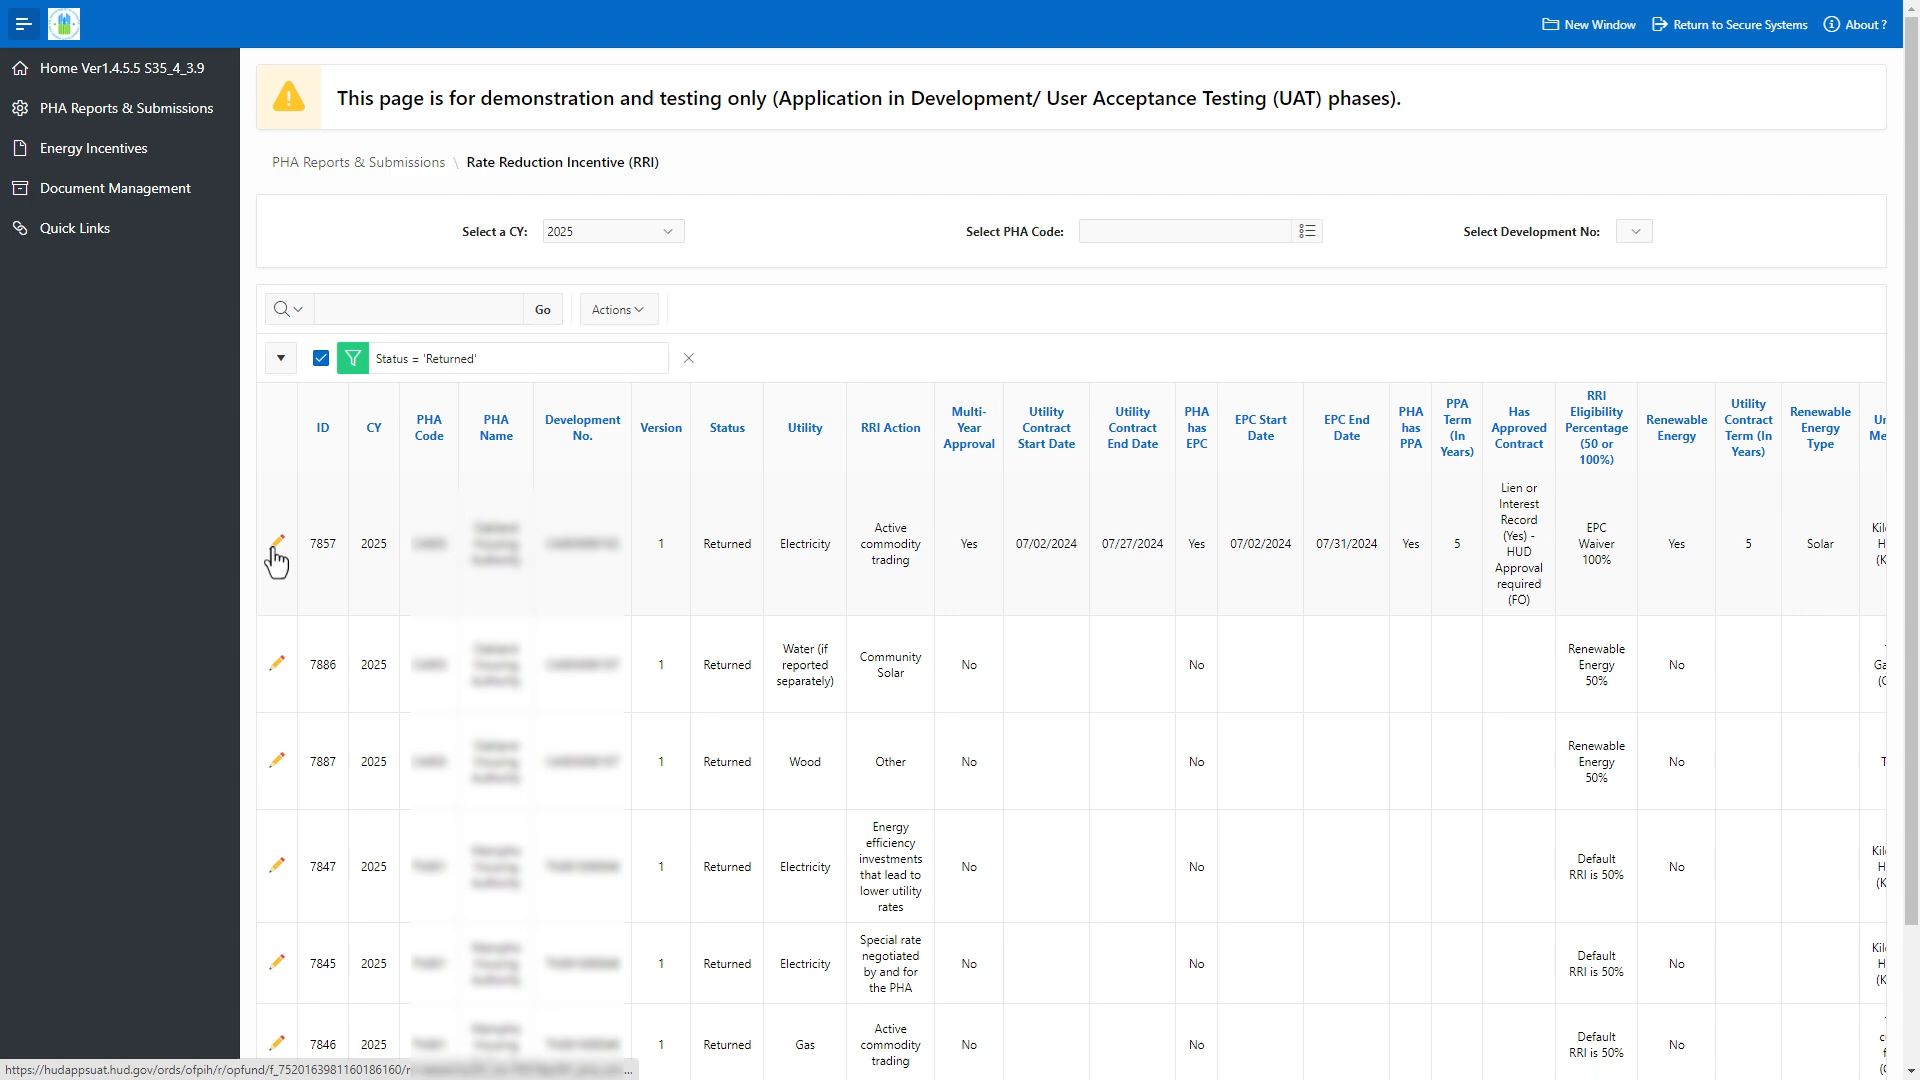 New Window
Return to Secure Systems
About ?
Home Ver1.4.5.5 S35_4_3.9
PHA Reports & Submissions
Energy Incentives
Document Management
Quick Links
This page is for demonstration and testing only (Application in Development/ User Acceptance Testing (UAT) phases).
PHA Reports & Submissions \ Rate Reduction Incentive (RRI)
Select a CY: 2025
Select PHA Code:
Select Development No:
Go
Actions
Status = 'Returned'
ID
CY
PHA
Code
PHA
Name
Development
No.
Version
Status
Utility
RRI Action
Multi-
Year
Approval
Utility
Contract
Start Date
Utility
Contract
End Date
PHA
has
EPC
EPC Start
Date
EPC End
Date
PHA
has
PPA
PPA
Term
(In
Years)
Has
Approved
Contract
RRI
Eligibility
Percentage
(50 or
100%)
Renewable
Energy
Utility
Contract
Term (In
Years)
Renewable
Energy
Type
Un
Me
7857
2025
1
Returned
Electricity
Active
commodity
trading
Yes
07/02/2024
07/27/2024
Yes
07/02/2024
07/31/2024
Yes
5
Lien or
Interest
Record
(Yes) -
HUD
Approval
required
(FO)
EPC
Waiver
100%
Yes
5
Solar
Kil
H
(K
7886
2025
1
Returned
Water (if
reported
separately)
Community
Solar
No
No
Renewable
Energy
50%
No
Ga
(C
7887
2025
1
Returned
Wood
Other
No
No
Renewable
Energy
50%
No
T
7847
2025
1
Returned
Electricity
Energy
efficiency
investments
that lead to
lower utility
rates
No
No
Default
RRI is 50%
No
Kil
H
(K
7845
2025
1
Returned
Electricity
Special rate
negotiated
by and for
the PHA
No
No
Default
RRI is 50%
No
Kil
H
(K
7846
2025
1
Returned
Gas
Active
commodity
trading
No
No
Default
RRI is 50%
No
https://hudappsuat.hud.gov/ords/ofpih/r/opfund/f_7520163981160186160/r